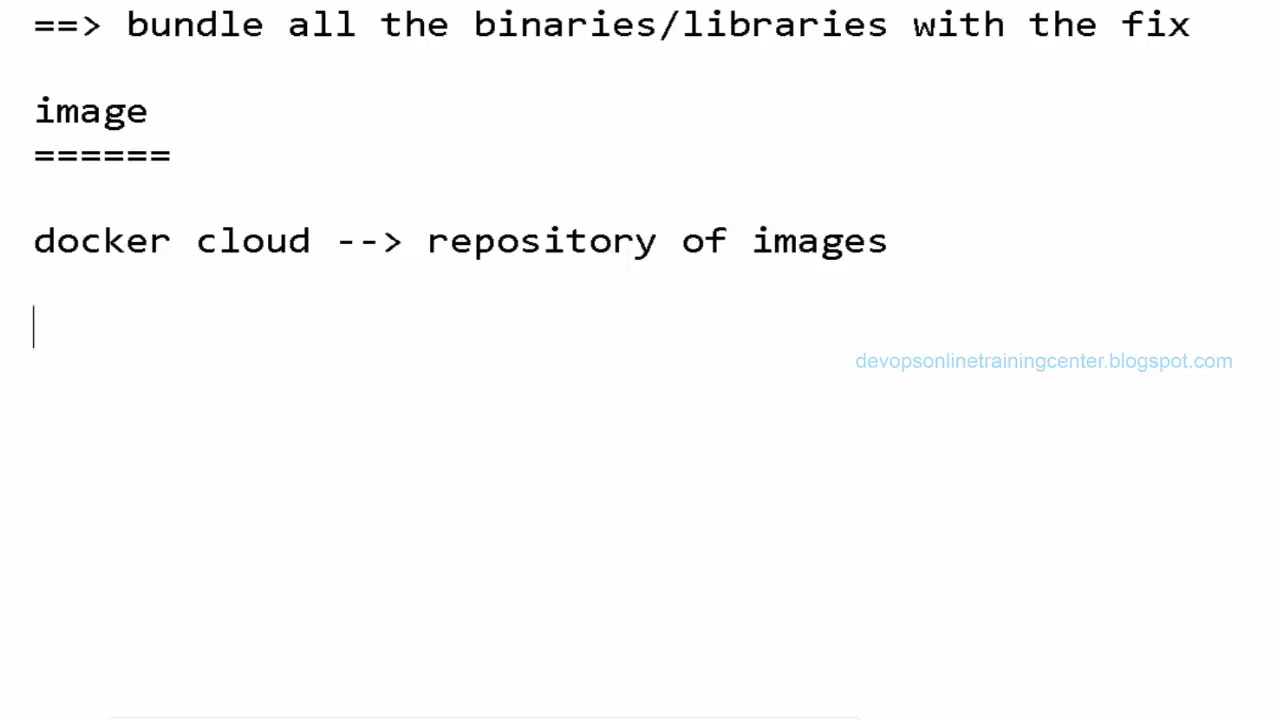 ==> bundle all the binaries/libraries with the fix
image
======
docker cloud --> repository of images
devopsonlinetrainingcenter.blogspot.com